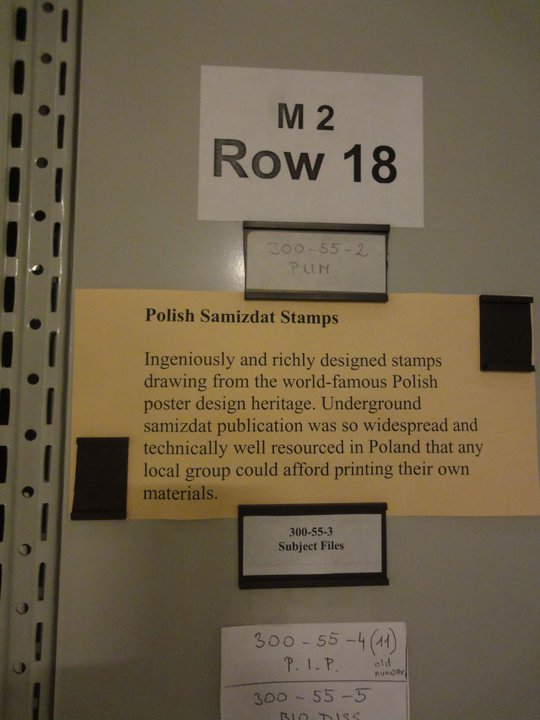 M 2
Row 18
300-55-2
PUH
Polish Samizdat Stamps
Ingeniously and richly designed stamps
drawing from the world-famous Polish
poster design heritage. Underground
samizdat publication was so widespread and
technically well resourced in Poland that any
local group could afford printing their own
materials.
300-55-3
Subject Files
300-55-4(11)
P. I. P. old
number
300-55-5
BIO DISS